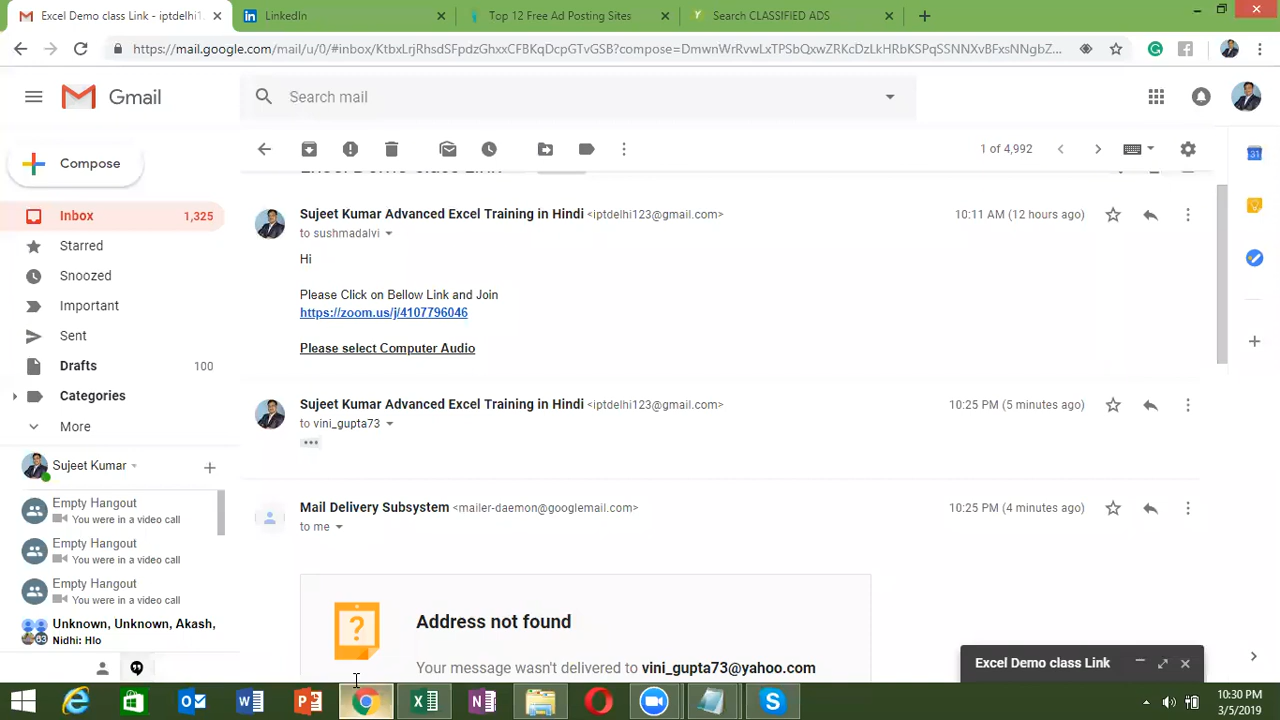 Excel Demo class Link - iptdelhi1
LinkedIn
Top 12 Free Ad Posting Sites
Search CLASSIFIED ADS
https://mail.google.com/mail/u/0/#inbox/KtbxLrjRhsdSFpdzGhxxCFBKqDcpGTvGSB?compose=DmwnWrRvwLxTPSbQxwZRKcDzLkHRbKSPqSSNNXvBFxsNNgbZ...
Gmail
Search mail
Compose
1 of 4,992
Inbox 1,325
Starred
Snoozed
Important
Sent
Drafts 100
Categories
More
Sujeet Kumar
Empty Hangout
You were in a video call
Empty Hangout
You were in a video call
Empty Hangout
You were in a video call
Unknown, Unknown, Akash,
63
Nidhi: Hlo
Excel Demo class Link
Sujeet Kumar Advanced Excel Training in Hindi <iptdelhi123@gmail.com>
10:11 AM (12 hours ago)
to sushmadalvi
Hi
Please Click on Bellow Link and Join
https://zoom.us/j/4107796046
Please select Computer Audio
Sujeet Kumar Advanced Excel Training in Hindi <iptdelhi123@gmail.com>
10:25 PM (5 minutes ago)
to vini_gupta73
Mail Delivery Subsystem <mailer-daemon@googlemail.com>
10:25 PM (4 minutes ago)
to me
Address not found
Your message wasn't delivered to vini_gupta73@yahoo.com
31
Excel Demo class Link
10:30 PM
3/5/2019